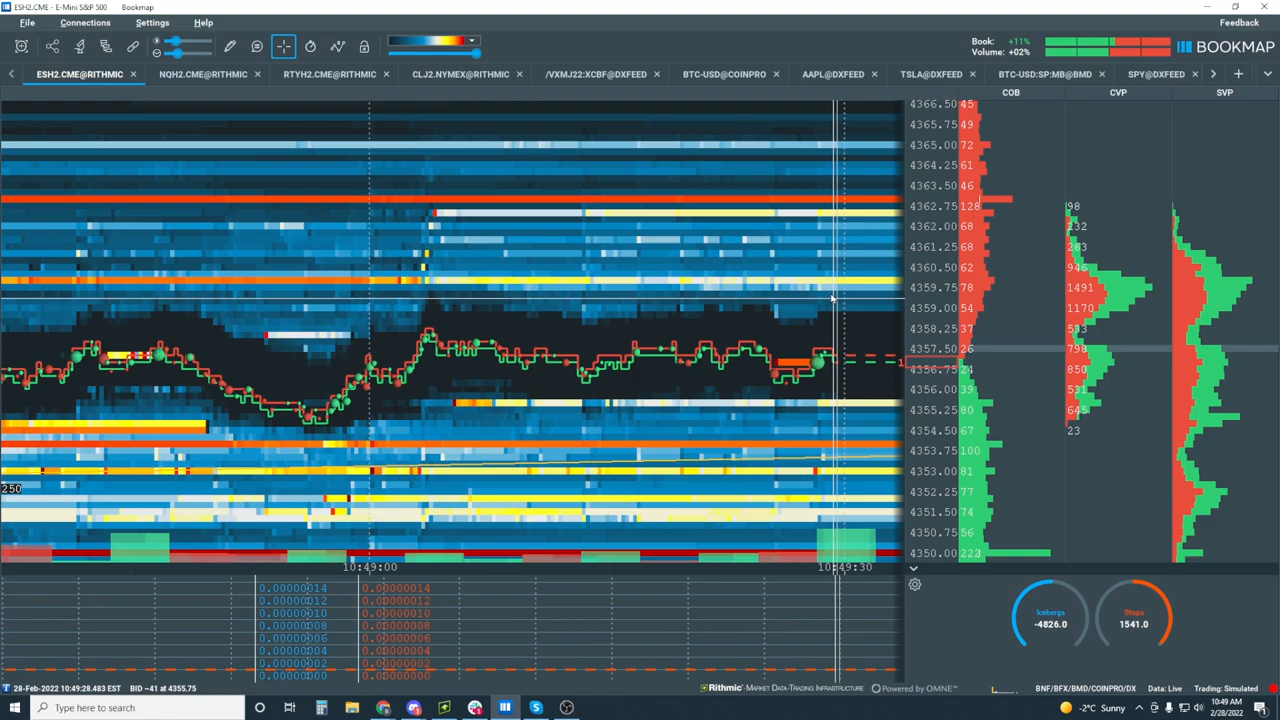 ESH2.CME - E-Mini S&P 500 Bookmap
File Connections Settings Help Feedback
Book: +11%
Volume: +02%
BOOKMAP
ESH2.CME@RITHMIC NQH2.CME@RITHMIC RTYH2.CME@RITHMIC CLJ2.NYMEX@RITHMIC /VXMJ22:XCBF@DXFEED BTC-USD@COINPRO AAPL@DXFEED TSLA@DXFEED BTC-USD:SP:MB@BMD SPY@DXFEED
COB CVP SVP
4366.50 45
4365.75 49
4365.00 72
4364.25 61
4363.50 46
4362.75 128 98
4362.00 68 232
4361.25 68 263
4360.50 62 946
4359.75 78 1491
4359.00 54 1170
4358.25 37 533
4357.50 26 798
4356.75 24 850
4356.00 39 531
4355.25 80 645
4354.50 67 23
4353.75 100
4353.00 81
4352.25 77
4351.50 74
4350.75 56
4350.00 222
250
10:49:00 10:49:30
0.00000014 0.00000014
0.00000012 0.00000012
0.00000010 0.00000010
0.00000008 0.00000008
0.00000006 0.00000006
0.00000004 0.00000004
0.00000002 0.00000002
0.00000000 0.00000000
Icebergs
-4826.0
Stops
1541.0
28-Feb-2022 10:49:28.483 EST BID ~41 at 4355.75
Rithmic - Market Data-Trading Infrastructure Powered by OMNE™ BNF/BFX/BMD/COINPRO/DX Data: Live Trading: Simulated
Type here to search
-2°C Sunny
10:49 AM
2/28/2022